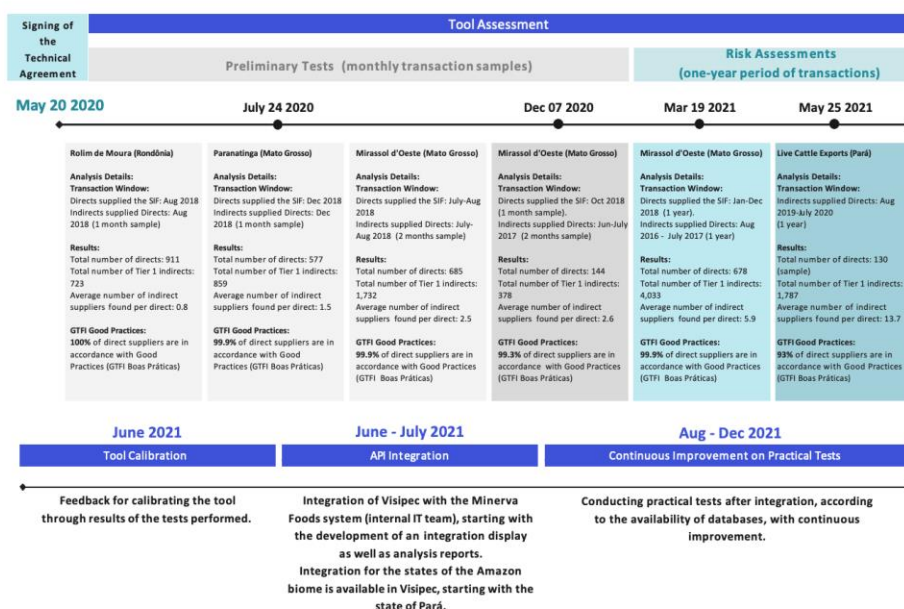 Signing of
the
Technical
Agreement
Tool Assessment
Preliminary Tests (monthly transaction samples)
Risk Assessments
(one-year period of transactions)
May 20 2020
July 24 2020
Dec 07 2020
Mar 19 2021
May 25 2021
Rolim de Moura (Rondônia)
Analysis Details:
Transaction Window:
Directs supplied the SIF: Aug 2018
Indirects supplied Directs: Aug
2018 (1 month sample)
Results:
Total number of directs: 911
Total number of Tier 1 indirects:
723
Average number of indirect
suppliers found per direct: 0.8
GTFI Good Practices:
100% of direct suppliers are in
accordance with Good
Practices (GTFI Boas Práticas)
Paranatinga (Mato Grosso)
Analysis Details:
Transaction Window:
Directs supplied the SIF: Dec 2018
Indirects supplied Directs: Dec
2018 (1 month sample)
Results:
Total number of directs: 577
Total number of Tier 1 indirects:
859
Average number of indirect
suppliers found per direct: 1.5
GTFI Good Practices:
99.9% of direct suppliers are in
accordance with Good
Practices (GTFI Boas Práticas)
Mirassol d'Oeste (Mato Grosso)
Analysis Details:
Transaction Window:
Directs supplied the SIF: July-Aug
2018
Indirects supplied Directs: July-
Aug 2018 (2 months sample)
Results:
Total number of directs: 685
Total number of Tier 1 indirects:
1,732
Average number of indirect
suppliers found per direct: 2.5
GTFI Good Practices:
99.9% of direct suppliers are in
accordance with Good Practices
(GTFI Boas Práticas)
Mirassol d'Oeste (Mato Grosso)
Analysis Details:
Transaction Window:
Directs supplied the SIF: Oct 2018
(1 month sample).
Indirects supplied Directs: Jun-July
2017 (2 months sample)
Results:
Total number of directs: 144
Total number of Tier 1 indirects:
378
Average number of indirect
suppliers found per direct: 2.6
GTFI Good Practices:
99.3% of direct suppliers are in
accordance with Good Practices
(GTFI Boas Práticas)
Mirassol d'Oeste (Mato Grosso)
Analysis Details:
Transaction Window:
Directs supplied the SIF: Jan-Dec
2018 (1 year).
Indirects supplied Directs: Aug
2016 - July 2017 (1 year)
Results:
Total number of directs: 678
Total number of Tier 1 indirects:
4,033
Average number of indirect
suppliers found per direct: 5.9
GTFI Good Practices:
99.9% of direct suppliers are in
accordance with Good Practices
(GTFI Boas Práticas)
Live Cattle Exports (Pará)
Analysis Details:
Transaction Window:
Indirects supplied Directs: Aug
2019-July 2020
(1 year)
Results:
Total number of directs: 130
(sample)
Total number of Tier 1 indirects:
1,787
Average number of indirect
suppliers found per direct: 13.7
GTFI Good Practices:
93% of direct suppliers are in
accordance with Good Practices
(GTFI Boas Práticas)
June 2021
June - July 2021
Aug - Dec 2021
Tool Calibration
API Integration
Continuous Improvement on Practical Tests
Feedback for calibrating the tool
through results of the tests performed.
Integration of Visipec with the Minerva
Foods system (internal IT team), starting with
the development of an integration display
as well as analysis reports.
Integration for the states of the Amazon
biome is available in Visipec, starting with the
state of Pará.
Conducting practical tests after integration, according
to the availability of databases, with continuous
improvement.